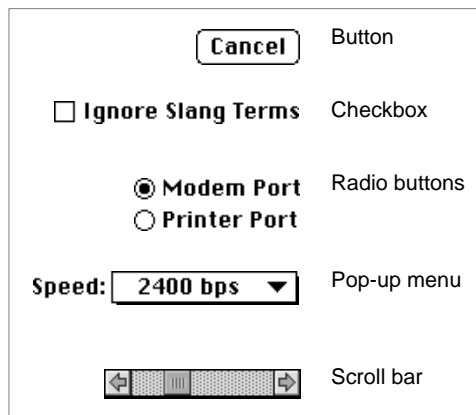 Cancel Button
Ignore Slang Terms Checkbox
Modem Port Radio buttons
Printer Port
Speed: 2400 bps Pop-up menu
Scroll bar